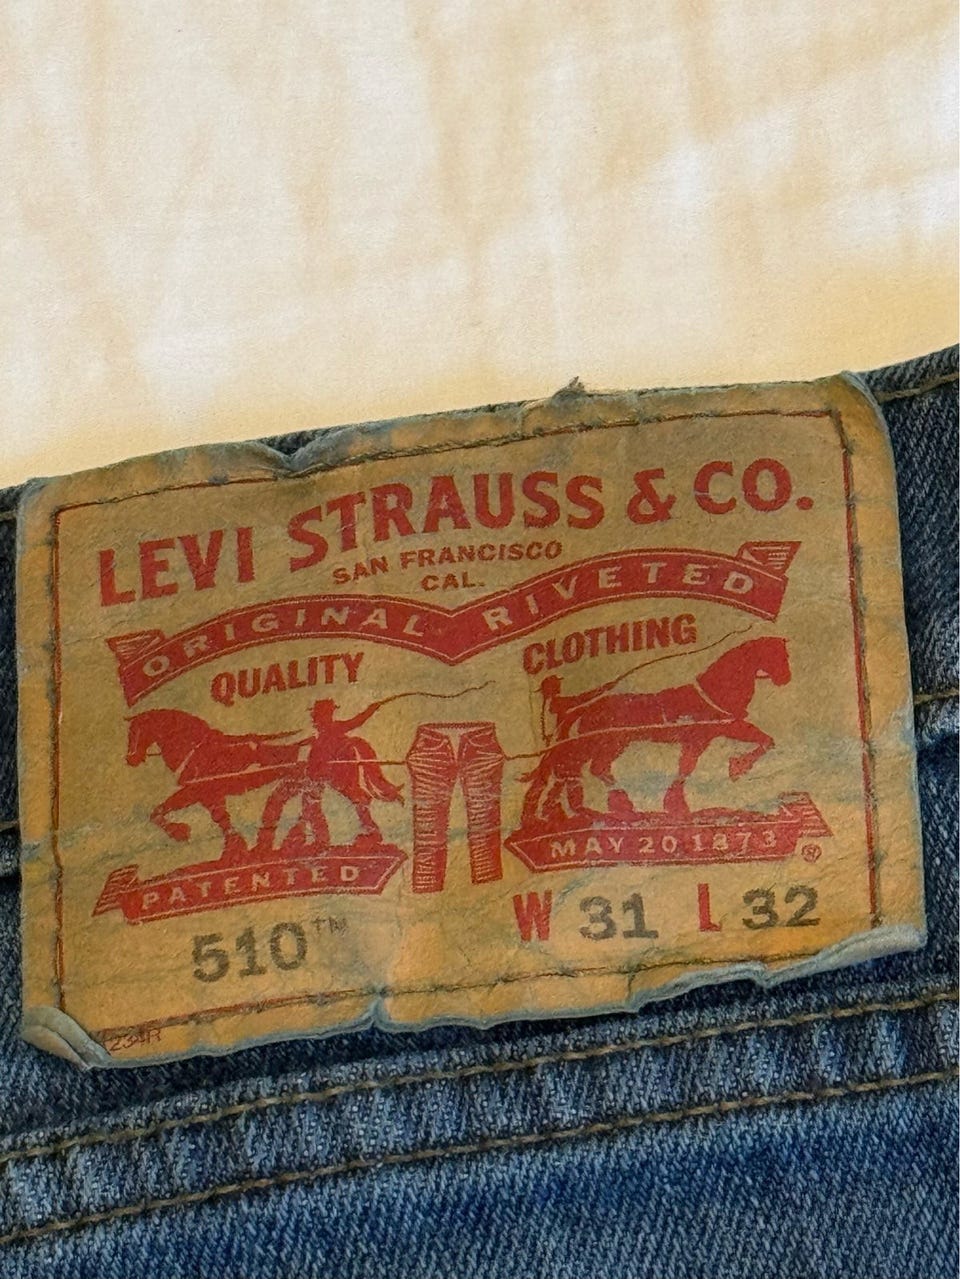 LEVI STRAUSS & CO.
SAN FRANCISCO
CAL.
ORIGINAL RIVETED
QUALITY CLOTHING
PATENTED MAY 20 1873 ®
510™ W 31 L 32